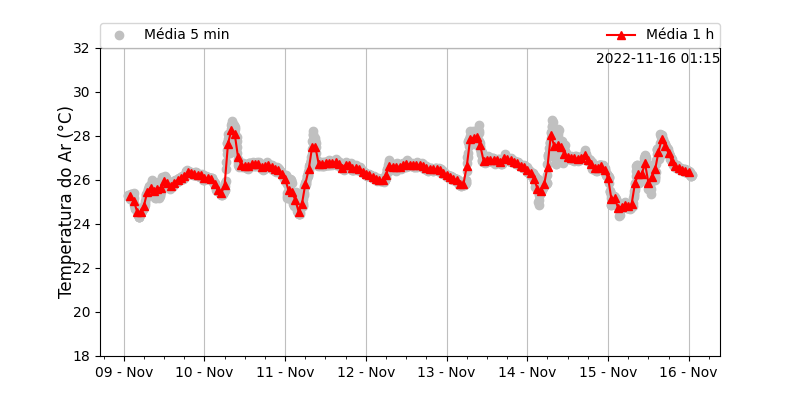 Média 5 min
Média 1 h
2022-11-16 01:15
Temperatura do Ar (°C)
32
30
28
26
24
22
20
18
09 - Nov
10 - Nov
11 - Nov
12 - Nov
13 - Nov
14 - Nov
15 - Nov
16 - Nov